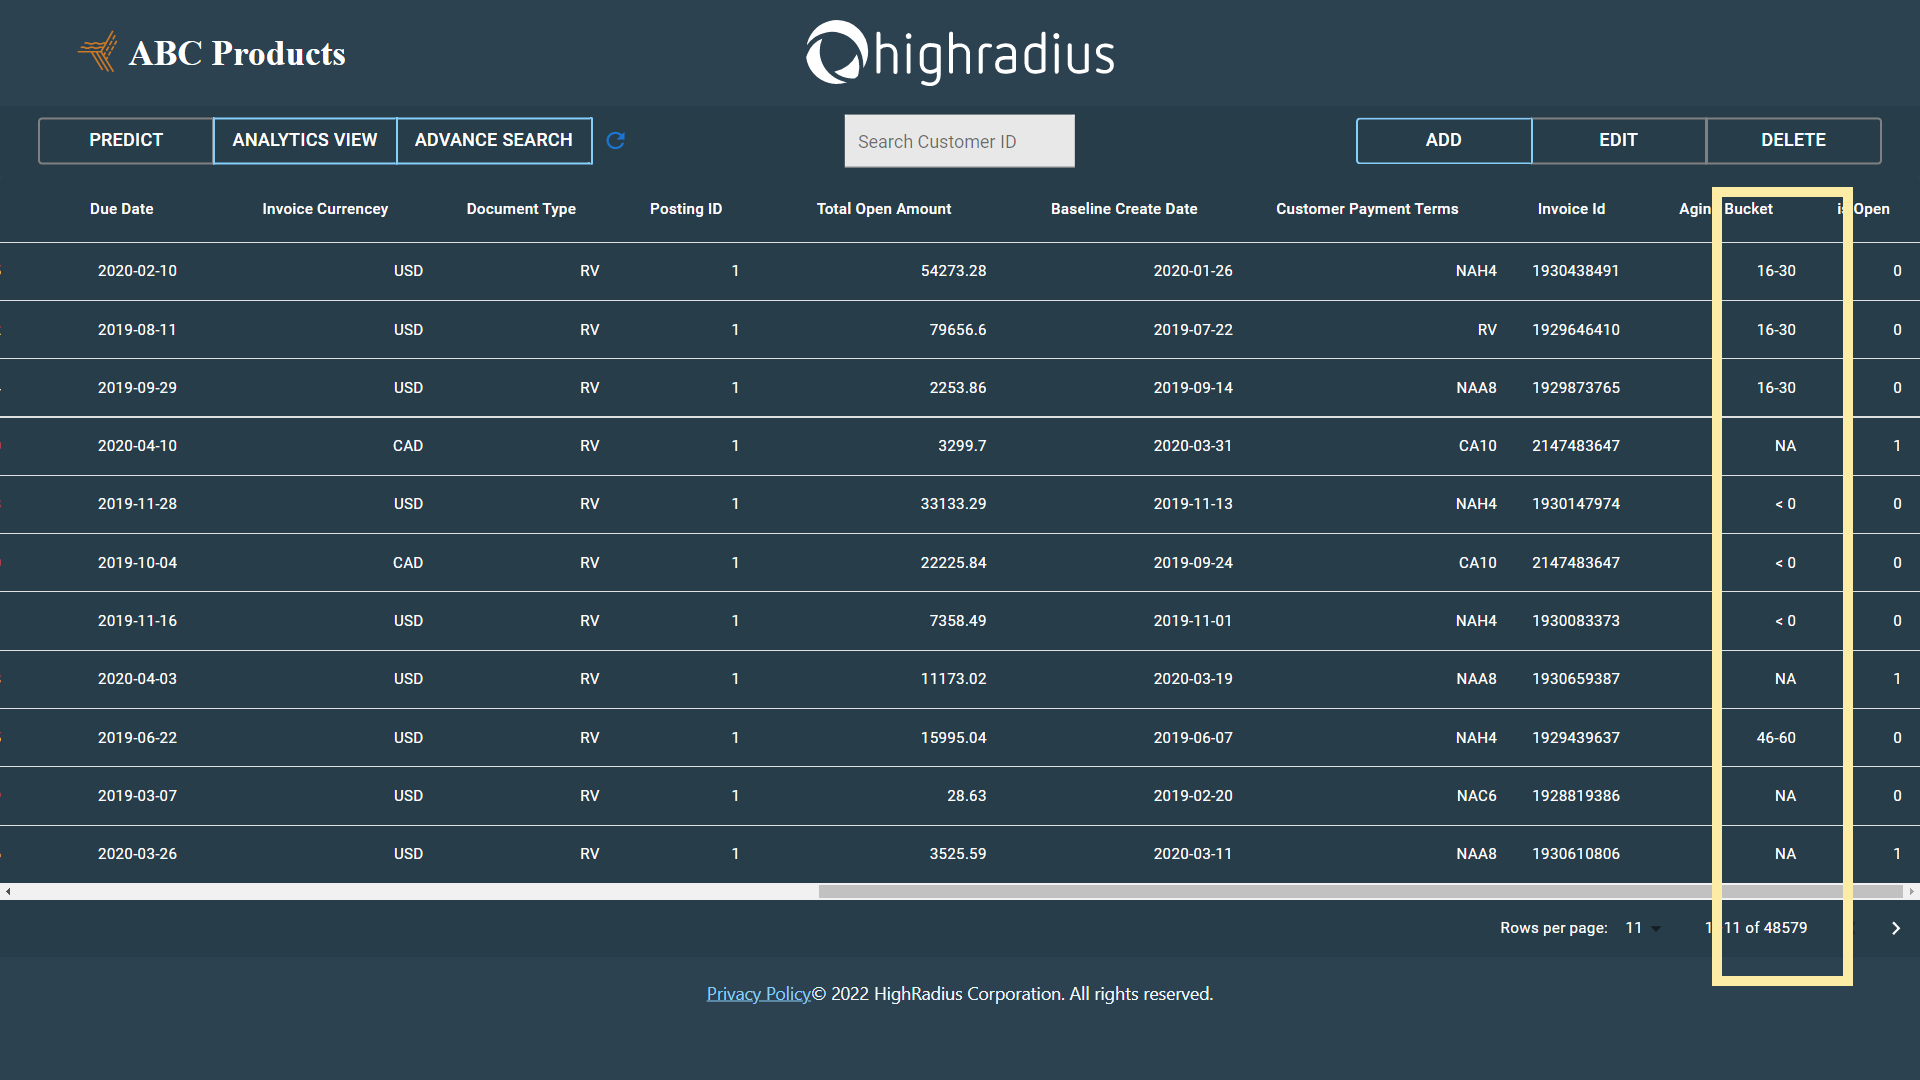 ABC Products
highradius
PREDICT ANALYTICS VIEW ADVANCE SEARCH Search Customer ID ADD EDIT DELETE
Due Date Invoice Currencey Document Type Posting ID Total Open Amount Baseline Create Date Customer Payment Terms Invoice Id Agin Bucket is Open
2020-02-10 USD RV 1 54273.28 2020-01-26 NAH4 1930438491 16-30 0
2019-08-11 USD RV 1 79656.6 2019-07-22 RV 1929646410 16-30 0
2019-09-29 USD RV 1 2253.86 2019-09-14 NAA8 1929873765 16-30 0
2020-04-10 CAD RV 1 3299.7 2020-03-31 CA10 2147483647 NA 1
2019-11-28 USD RV 1 33133.29 2019-11-13 NAH4 1930147974 < 0 0
2019-10-04 CAD RV 1 22225.84 2019-09-24 CA10 2147483647 < 0 0
2019-11-16 USD RV 1 7358.49 2019-11-01 NAH4 1930083373 < 0 0
2020-04-03 USD RV 1 11173.02 2020-03-19 NAA8 1930659387 NA 1
2019-06-22 USD RV 1 15995.04 2019-06-07 NAH4 1929439637 46-60 0
2019-03-07 USD RV 1 28.63 2019-02-20 NAC6 1928819386 NA 0
2020-03-26 USD RV 1 3525.59 2020-03-11 NAA8 1930610806 NA 1
Rows per page: 11 1 11 of 48579
Privacy Policy© 2022 HighRadius Corporation. All rights reserved.